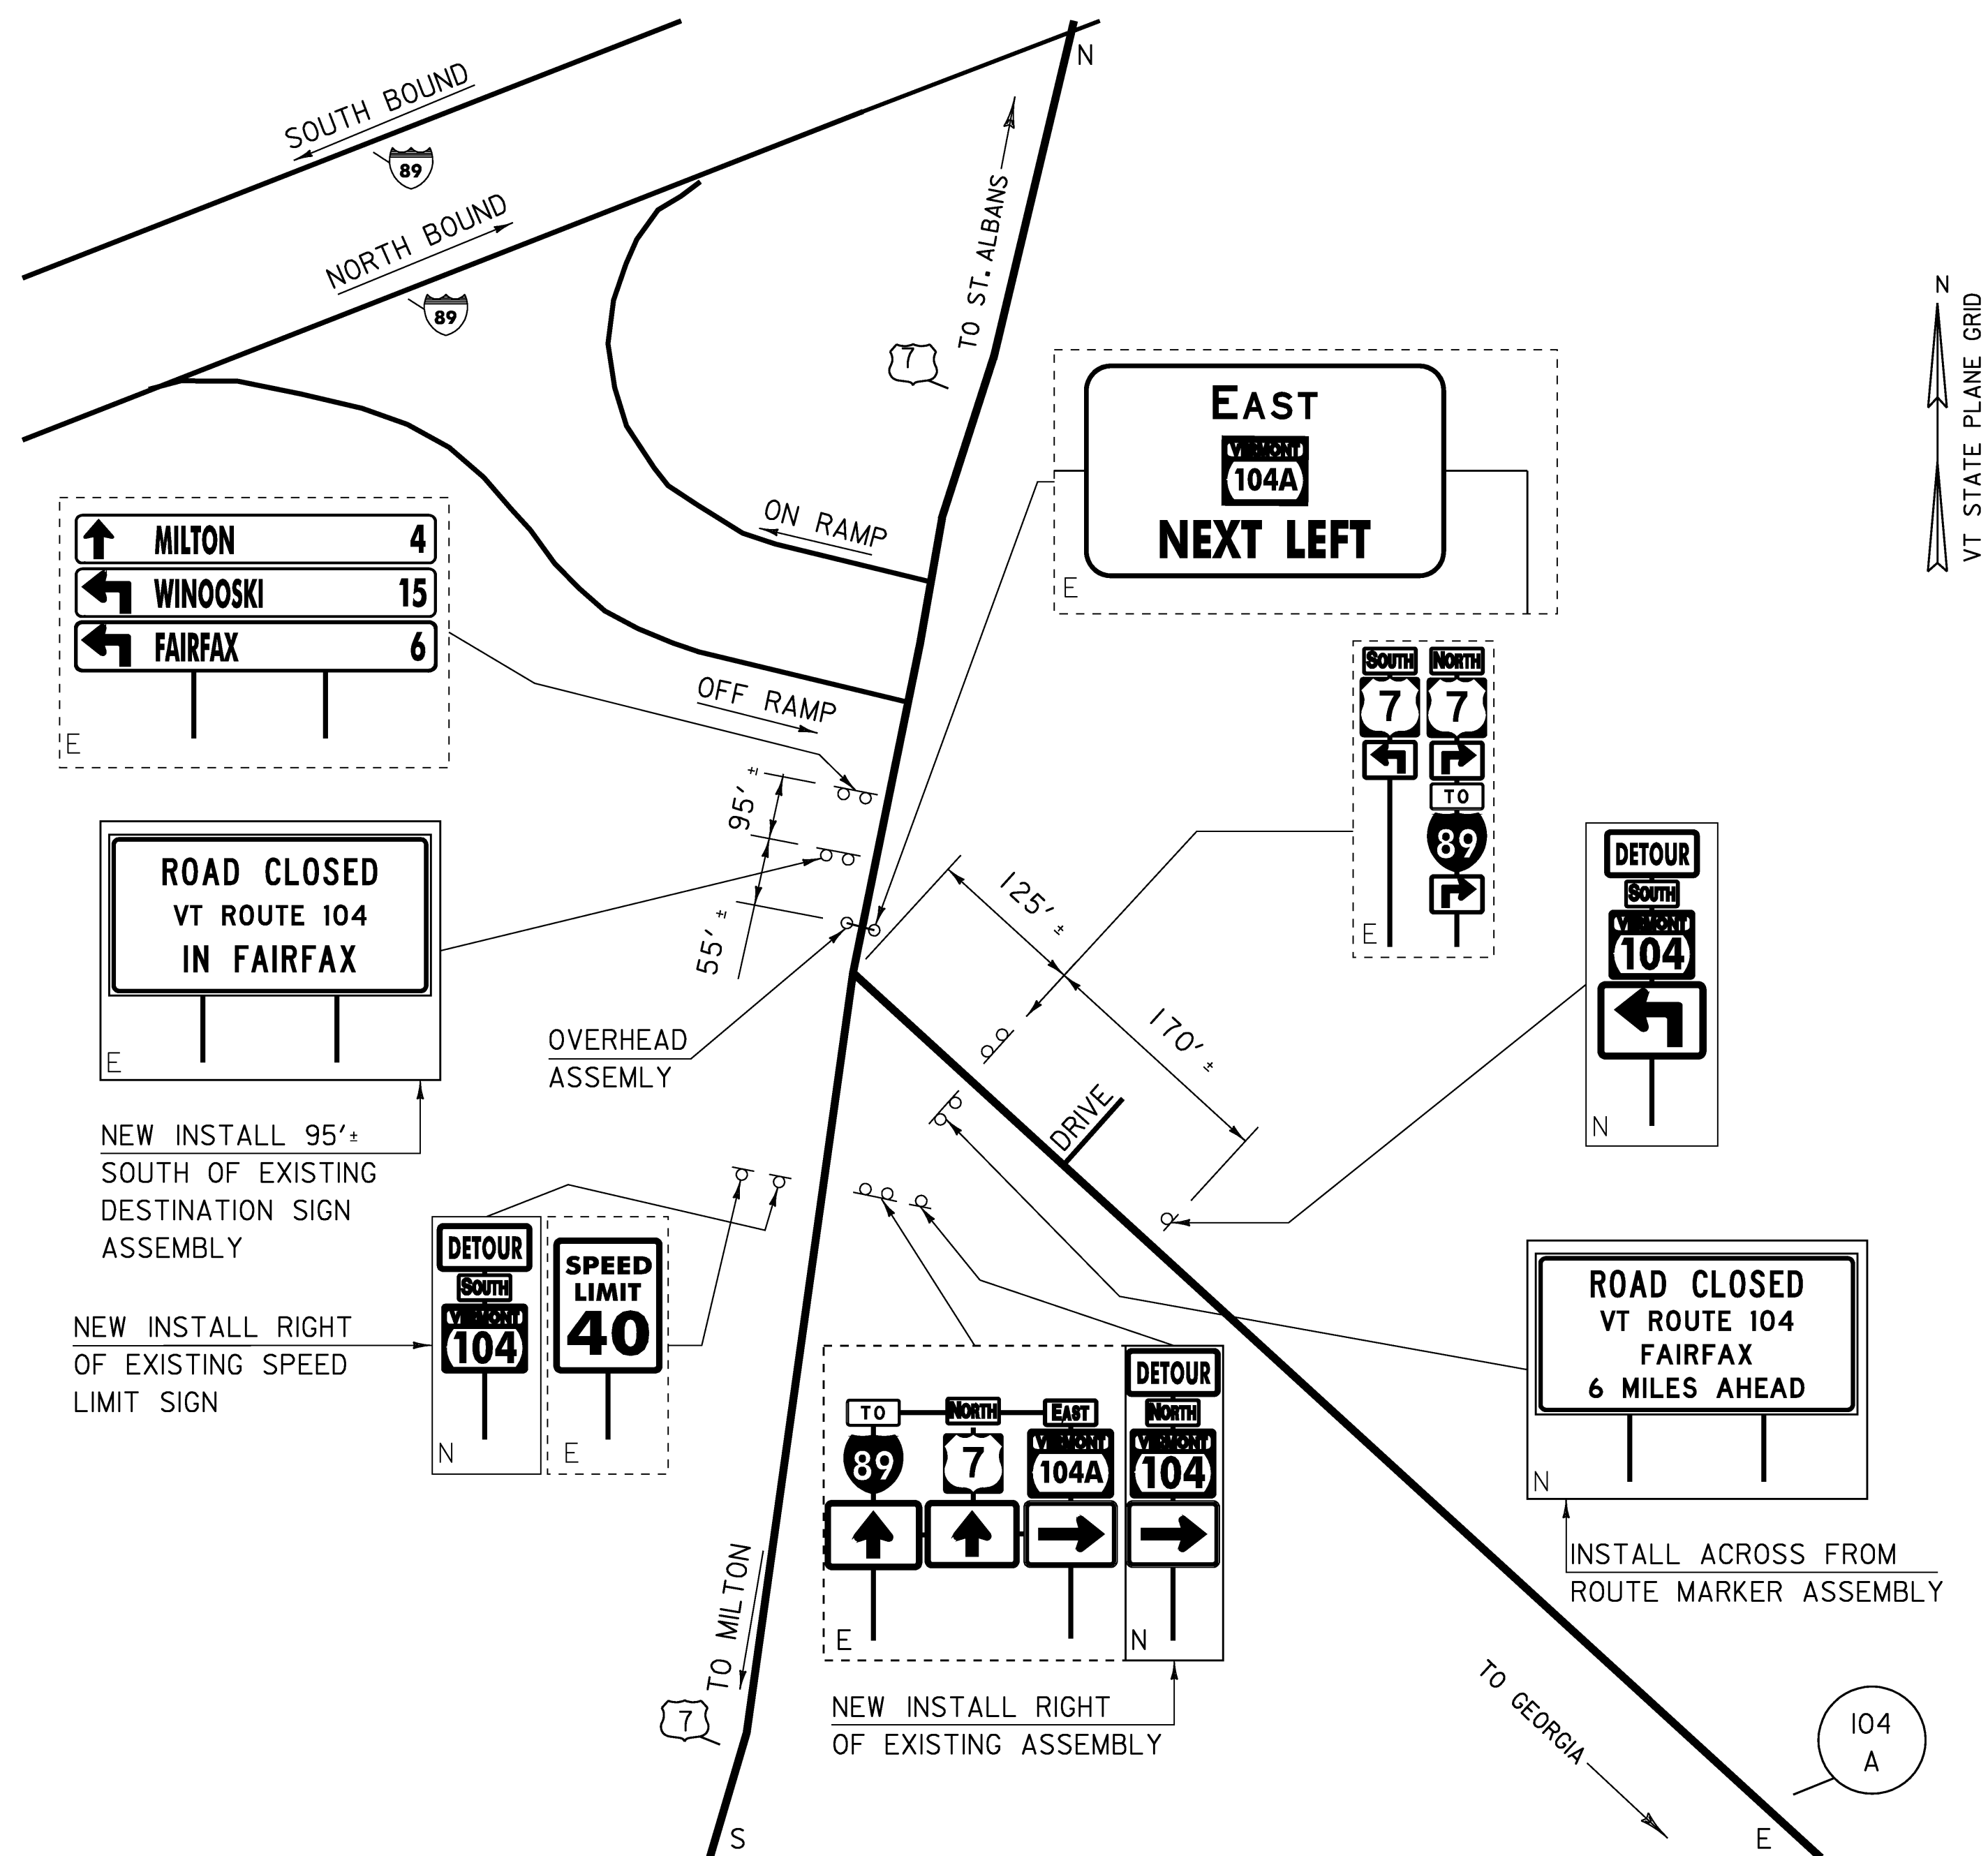 SOUTH BOUND
89
NORTH BOUND
89
N
TO ST. ALBANS
7
N
VT STATE PLANE GRID
EAST
VERMONT
104A
NEXT LEFT
E
ON RAMP
MILTON 4
WINOOSKI 15
FAIRFAX 6
E
OFF RAMP
SOUTH
7
NORTH
7
TO
89
E
95'±
55'±
125'±
170'±
ROAD CLOSED
VT ROUTE 104
IN FAIRFAX
E
NEW INSTALL 95'±
SOUTH OF EXISTING
DESTINATION SIGN
ASSEMBLY
OVERHEAD
ASSEMLY
DRIVE
DETOUR
SOUTH
VERMONT
104
N
DETOUR
SOUTH
VERMONT
104
N
SPEED
LIMIT
40
E
NEW INSTALL RIGHT
OF EXISTING SPEED
LIMIT SIGN
ROAD CLOSED
VT ROUTE 104
FAIRFAX
6 MILES AHEAD
N
INSTALL ACROSS FROM
ROUTE MARKER ASSEMBLY
TO
89
NORTH
7
EAST
VERMONT
104A
E
DETOUR
NORTH
VERMONT
104
N
NEW INSTALL RIGHT
OF EXISTING ASSEMBLY
TO MILTON
7
S
TO GEORGIA
104
A
E